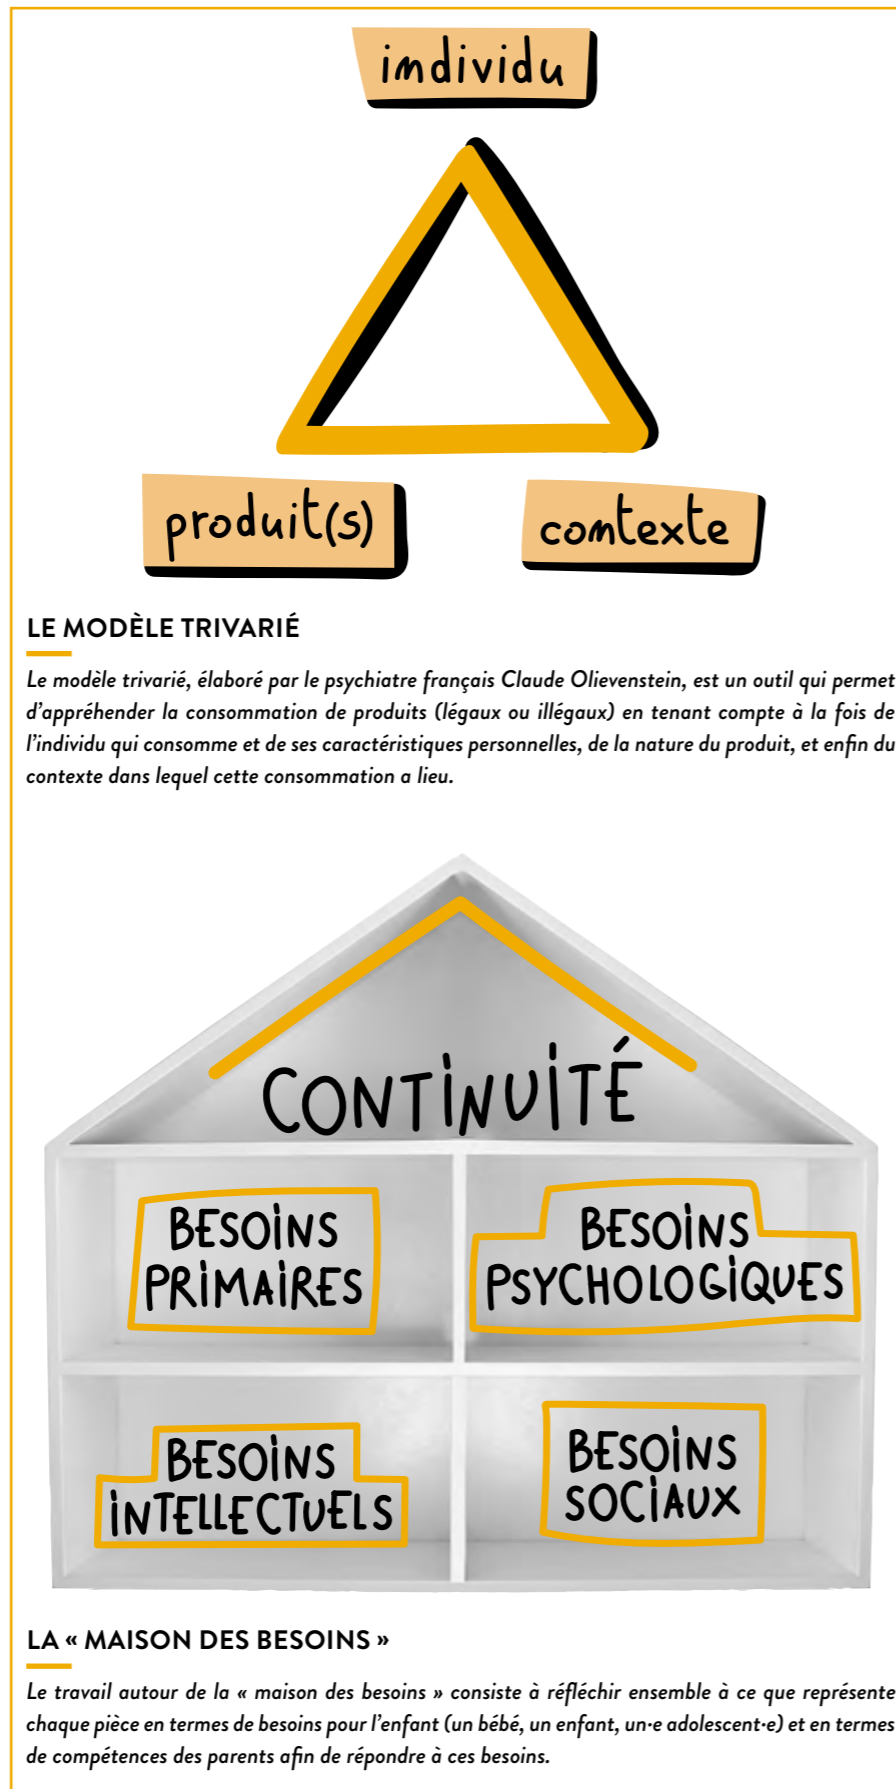 individu
produit(s)
contexte
LE MODÈLE TRIVARIÉ
Le modèle trivarié, élaboré par le psychiatre français Claude Olievenstein, est un outil qui permet
d’appréhender la consommation de produits (légaux ou illégaux) en tenant compte à la fois de
l’individu qui consomme et de ses caractéristiques personnelles, de la nature du produit, et enfin du
contexte dans lequel cette consommation a lieu.
CONTINUITÉ
BESOINS
PRIMAIRES
BESOINS
PSYCHOLOGIQUES
BESOINS
INTELLECTUELS
BESOINS
SOCIAUX
LA « MAISON DES BESOINS »
Le travail autour de la « maison des besoins » consiste à réfléchir ensemble à ce que représente
chaque pièce en termes de besoins pour l’enfant (un bébé, un enfant, un·e adolescent·e) et en termes
de compétences des parents afin de répondre à ces besoins.